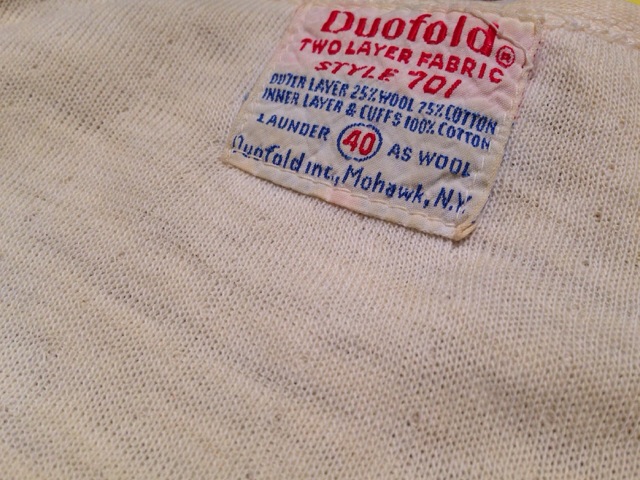 Duofold®
TWO LAYER FABRIC
STYLE 701
OUTER LAYER 25% WOOL 75% COTTON
INNER LAYER & CUFFS 100% COTTON
LAUNDER 40 AS WOOL
Duofold inc., Mohawk, N.Y.